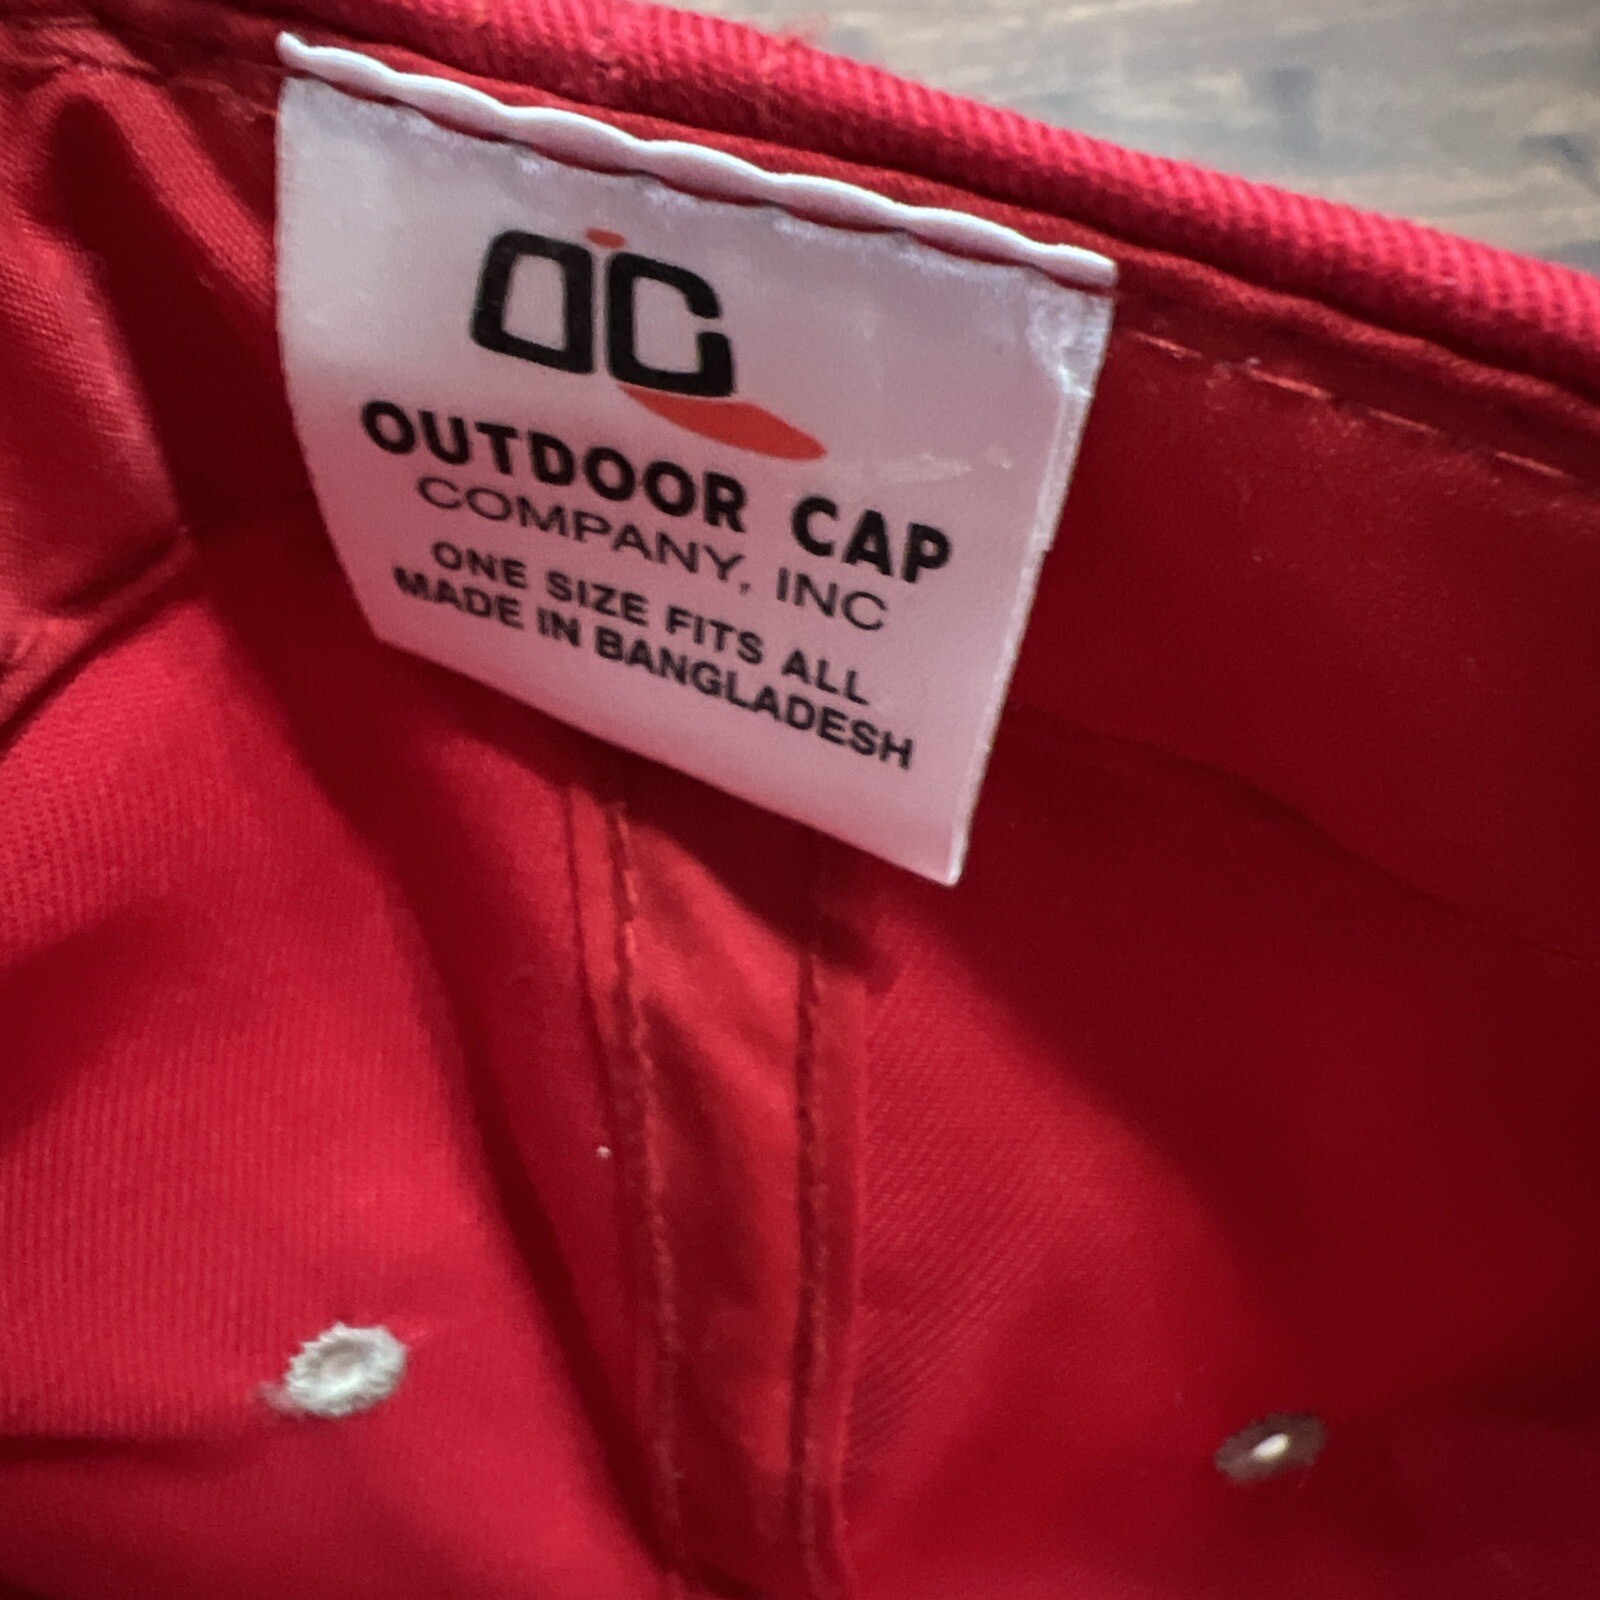 OC
OUTDOOR CAP
COMPANY, INC
ONE SIZE FITS ALL
MADE IN BANGLADESH